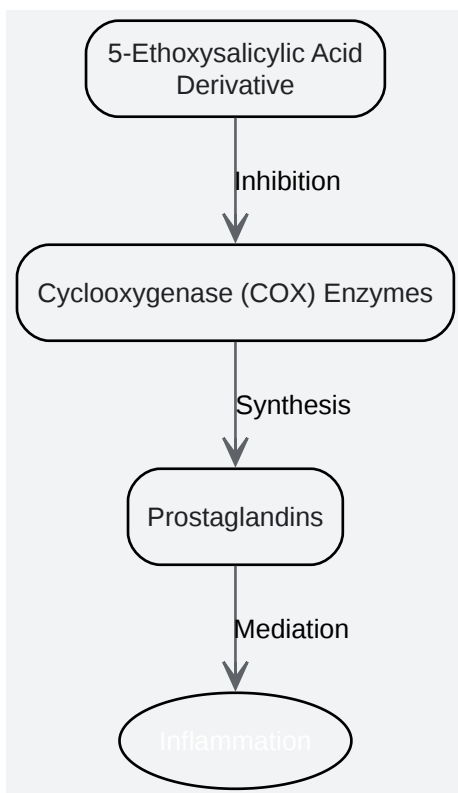 5-Ethoxysalicylic Acid
Derivative
Inhibition
Cyclooxygenase (COX) Enzymes
Synthesis
Prostaglandins
Mediation
Inflammation